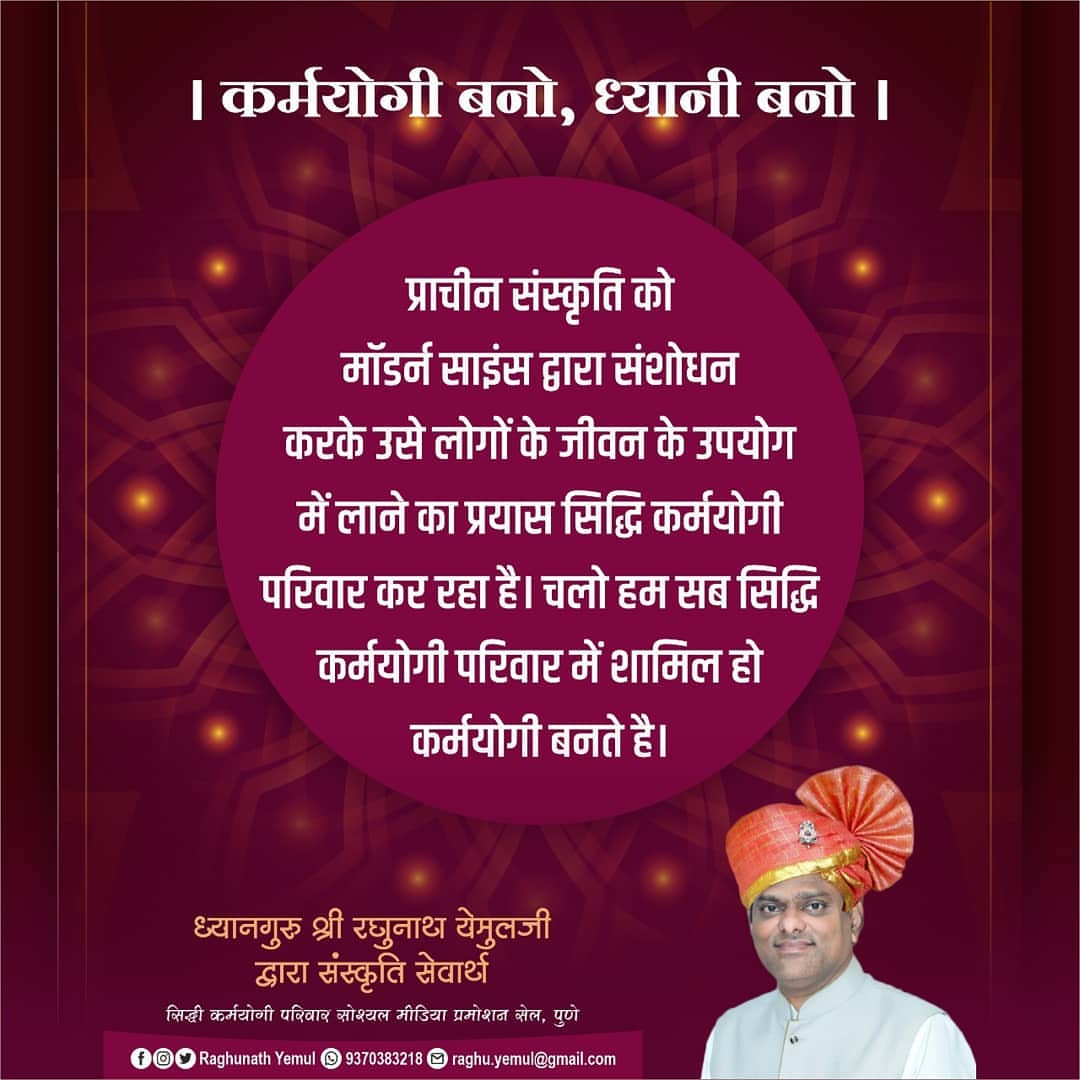 | कर्मयोगी बनो, ध्यानी बनो |
प्राचीन संस्कृति को
मॉडर्न साइंस द्वारा संशोधन
करके उसे लोगों के जीवन के उपयोग
में लाने का प्रयास सिद्धि कर्मयोगी
परिवार कर रहा है। चलो हम सब सिद्धि
कर्मयोगी परिवार में शामिल हो
कर्मयोगी बनते है।
ध्यानगुरु श्री रघुनाथ येमुलजी
द्वारा संस्कृति सेवार्थ
सिद्धी कर्मयोगी परिवार सोश्यल मीडिया प्रमोशन सेल, पुणे
Raghunath Yemul 9370383218 raghu.yemul@gmail.com